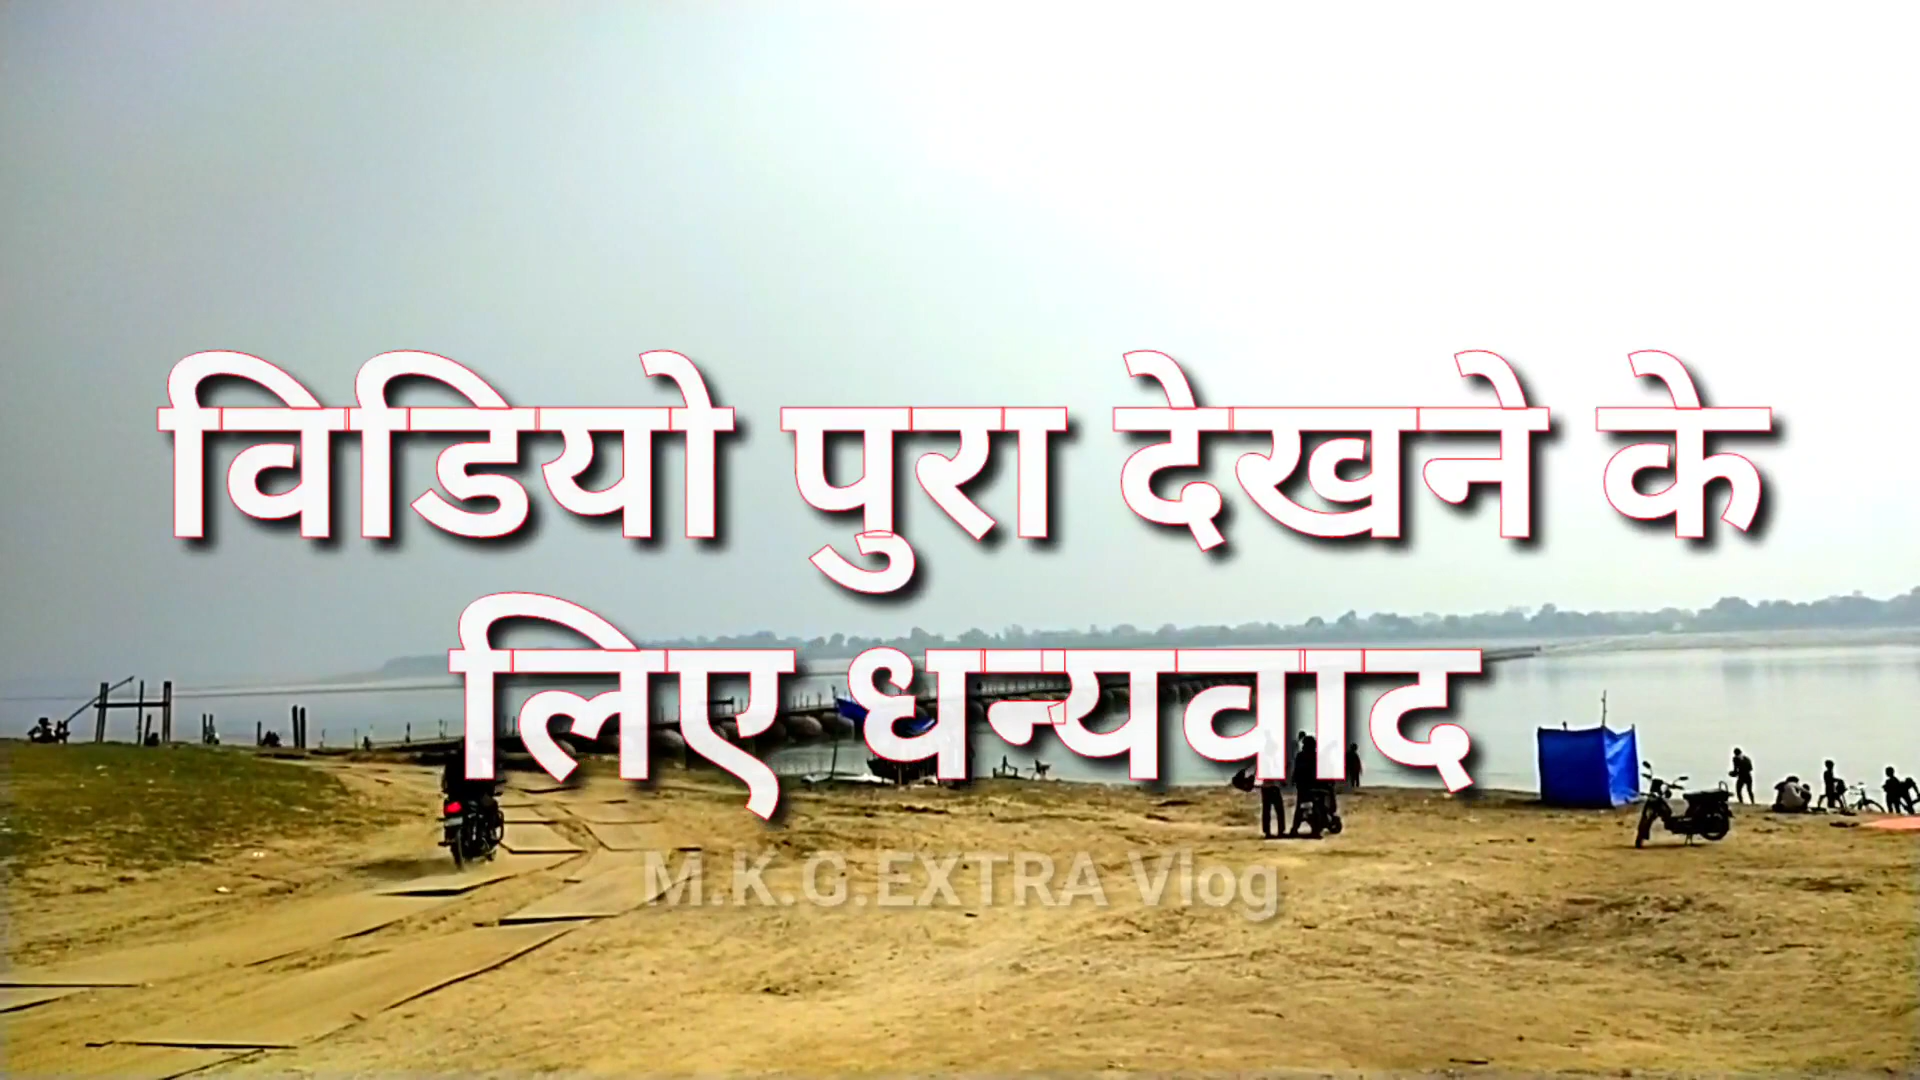 विडियो पुरा देखने के
लिए धन्यवाद
M.K.G.EXTRA Vlog